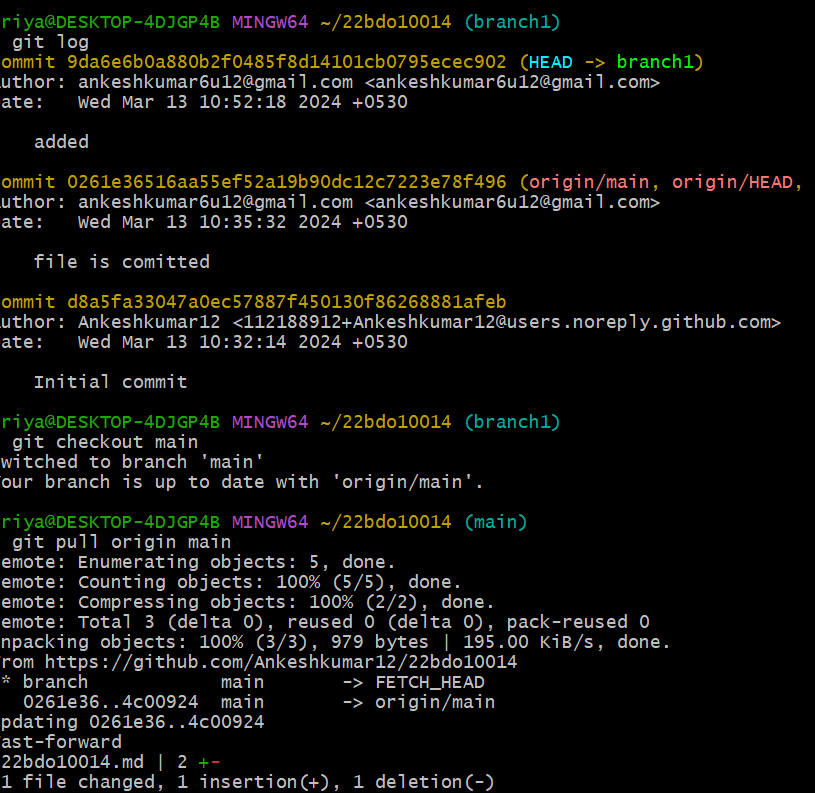 riya@DESKTOP-4DJGP4B MINGW64 ~/22bdo10014 (branch1)
git log
ommit 9da6e6b0a880b2f0485f8d14101cb0795ecec902 (HEAD -> branch1)
uthor: ankeshkumar6u12@gmail.com <ankeshkumar6u12@gmail.com>
ate:   Wed Mar 13 10:52:18 2024 +0530
added
ommit 0261e36516aa55ef52a19b90dc12c7223e78f496 (origin/main, origin/HEAD,
uthor: ankeshkumar6u12@gmail.com <ankeshkumar6u12@gmail.com>
ate:   Wed Mar 13 10:35:32 2024 +0530
file is comitted
ommit d8a5fa33047a0ec57887f450130f86268881afeb
uthor: Ankeshkumar12 <112188912+Ankeshkumar12@users.noreply.github.com>
ate:   Wed Mar 13 10:32:14 2024 +0530
Initial commit
riya@DESKTOP-4DJGP4B MINGW64 ~/22bdo10014 (branch1)
git checkout main
witched to branch 'main'
our branch is up to date with 'origin/main'.
riya@DESKTOP-4DJGP4B MINGW64 ~/22bdo10014 (main)
git pull origin main
emote: Enumerating objects: 5, done.
emote: Counting objects: 100% (5/5), done.
emote: Compressing objects: 100% (2/2), done.
emote: Total 3 (delta 0), reused 0 (delta 0), pack-reused 0
npacking objects: 100% (3/3), 979 bytes | 195.00 KiB/s, done.
rom https://github.com/Ankeshkumar12/22bdo10014
* branch            main       -> FETCH_HEAD
0261e36..4c00924  main       -> origin/main
pdating 0261e36..4c00924
ast-forward
22bdo10014.md | 2 +-
1 file changed, 1 insertion(+), 1 deletion(-)